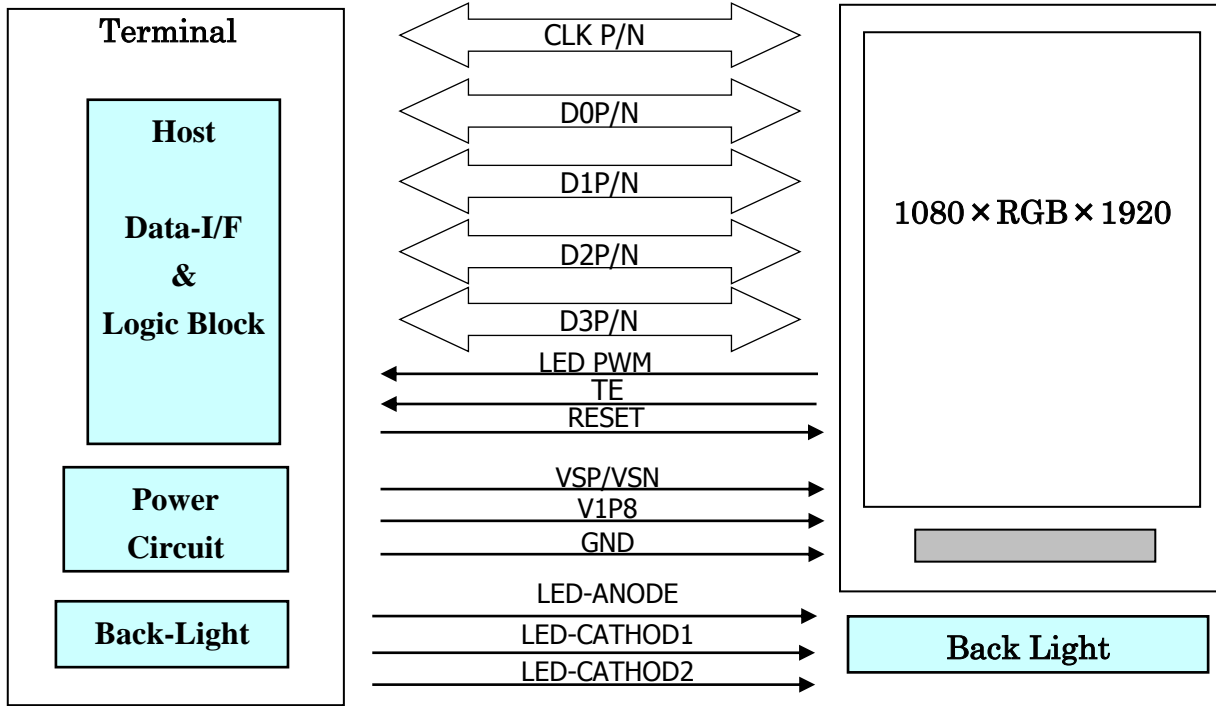 Terminal
Host
Data-I/F
&
Logic Block
Power
Circuit
Back-Light
CLK P/N
D0P/N
D1P/N
D2P/N
D3P/N
LED PWM
TE
RESET
VSP/VSN
V1P8
GND
LED-ANODE
LED-CATHOD1
LED-CATHOD2
1080×RGB×1920
Back Light